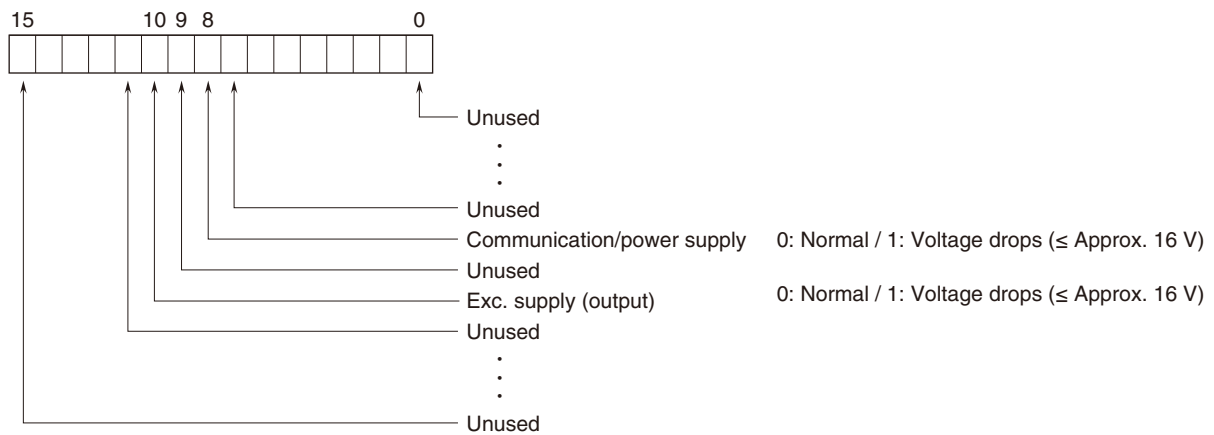 15 10 9 8 0
Unused
Unused
Communication/power supply 0: Normal / 1: Voltage drops (≤ Approx. 16 V)
Unused
Exc. supply (output) 0: Normal / 1: Voltage drops (≤ Approx. 16 V)
Unused
Unused